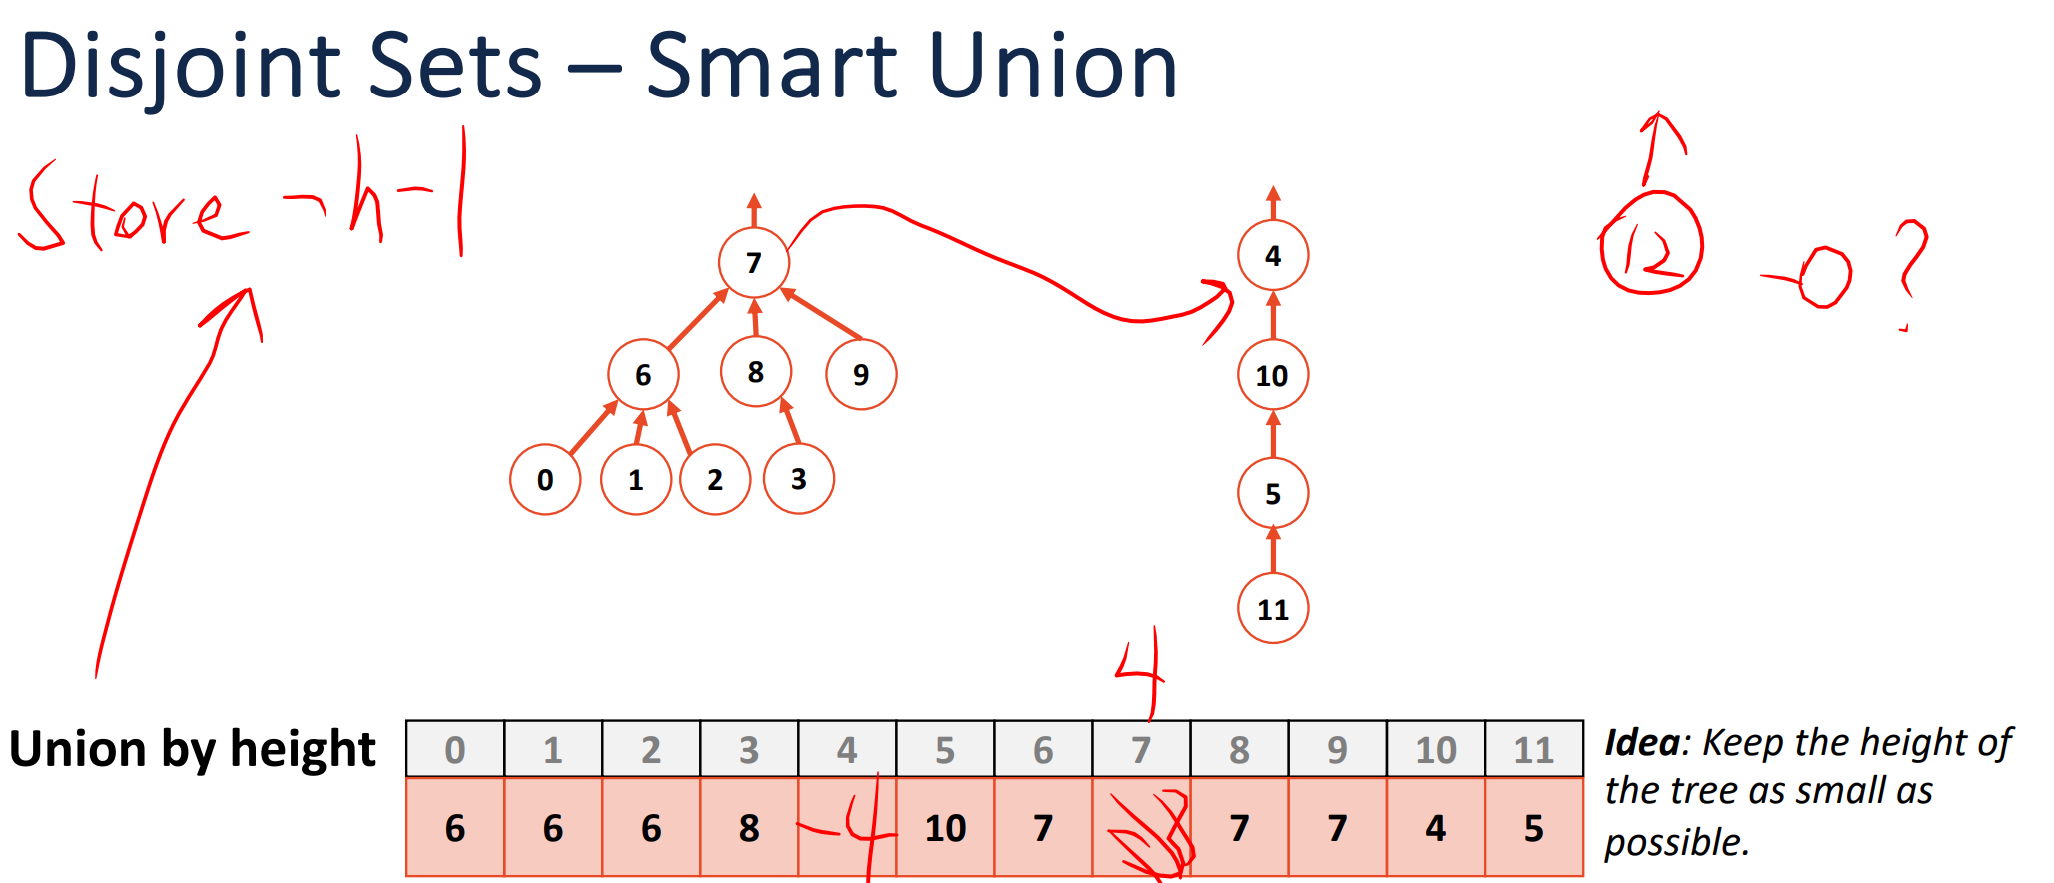 Disjoint Sets – Smart Union
Store -h-1
7
4
12
-0?
6 8 9
10
0 1 2 3
5
11
4
Union by height
0 1 2 3 4 5 6 7 8 9 10 11
6 6 6 8 -4 10 7 7 7 4 5
Idea: Keep the height of
the tree as small as
possible.